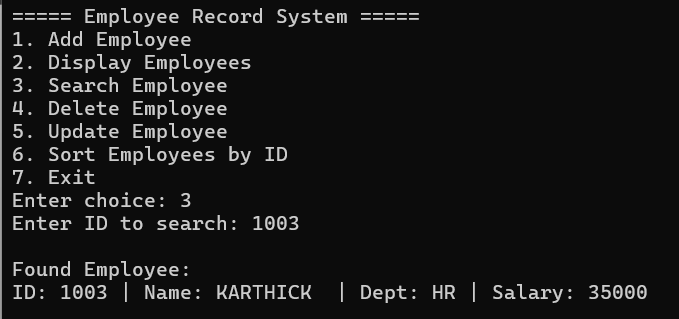 ===== Employee Record System =====
1. Add Employee
2. Display Employees
3. Search Employee
4. Delete Employee
5. Update Employee
6. Sort Employees by ID
7. Exit
Enter choice: 3
Enter ID to search: 1003
Found Employee:
ID: 1003 | Name: KARTHICK  | Dept: HR | Salary: 35000